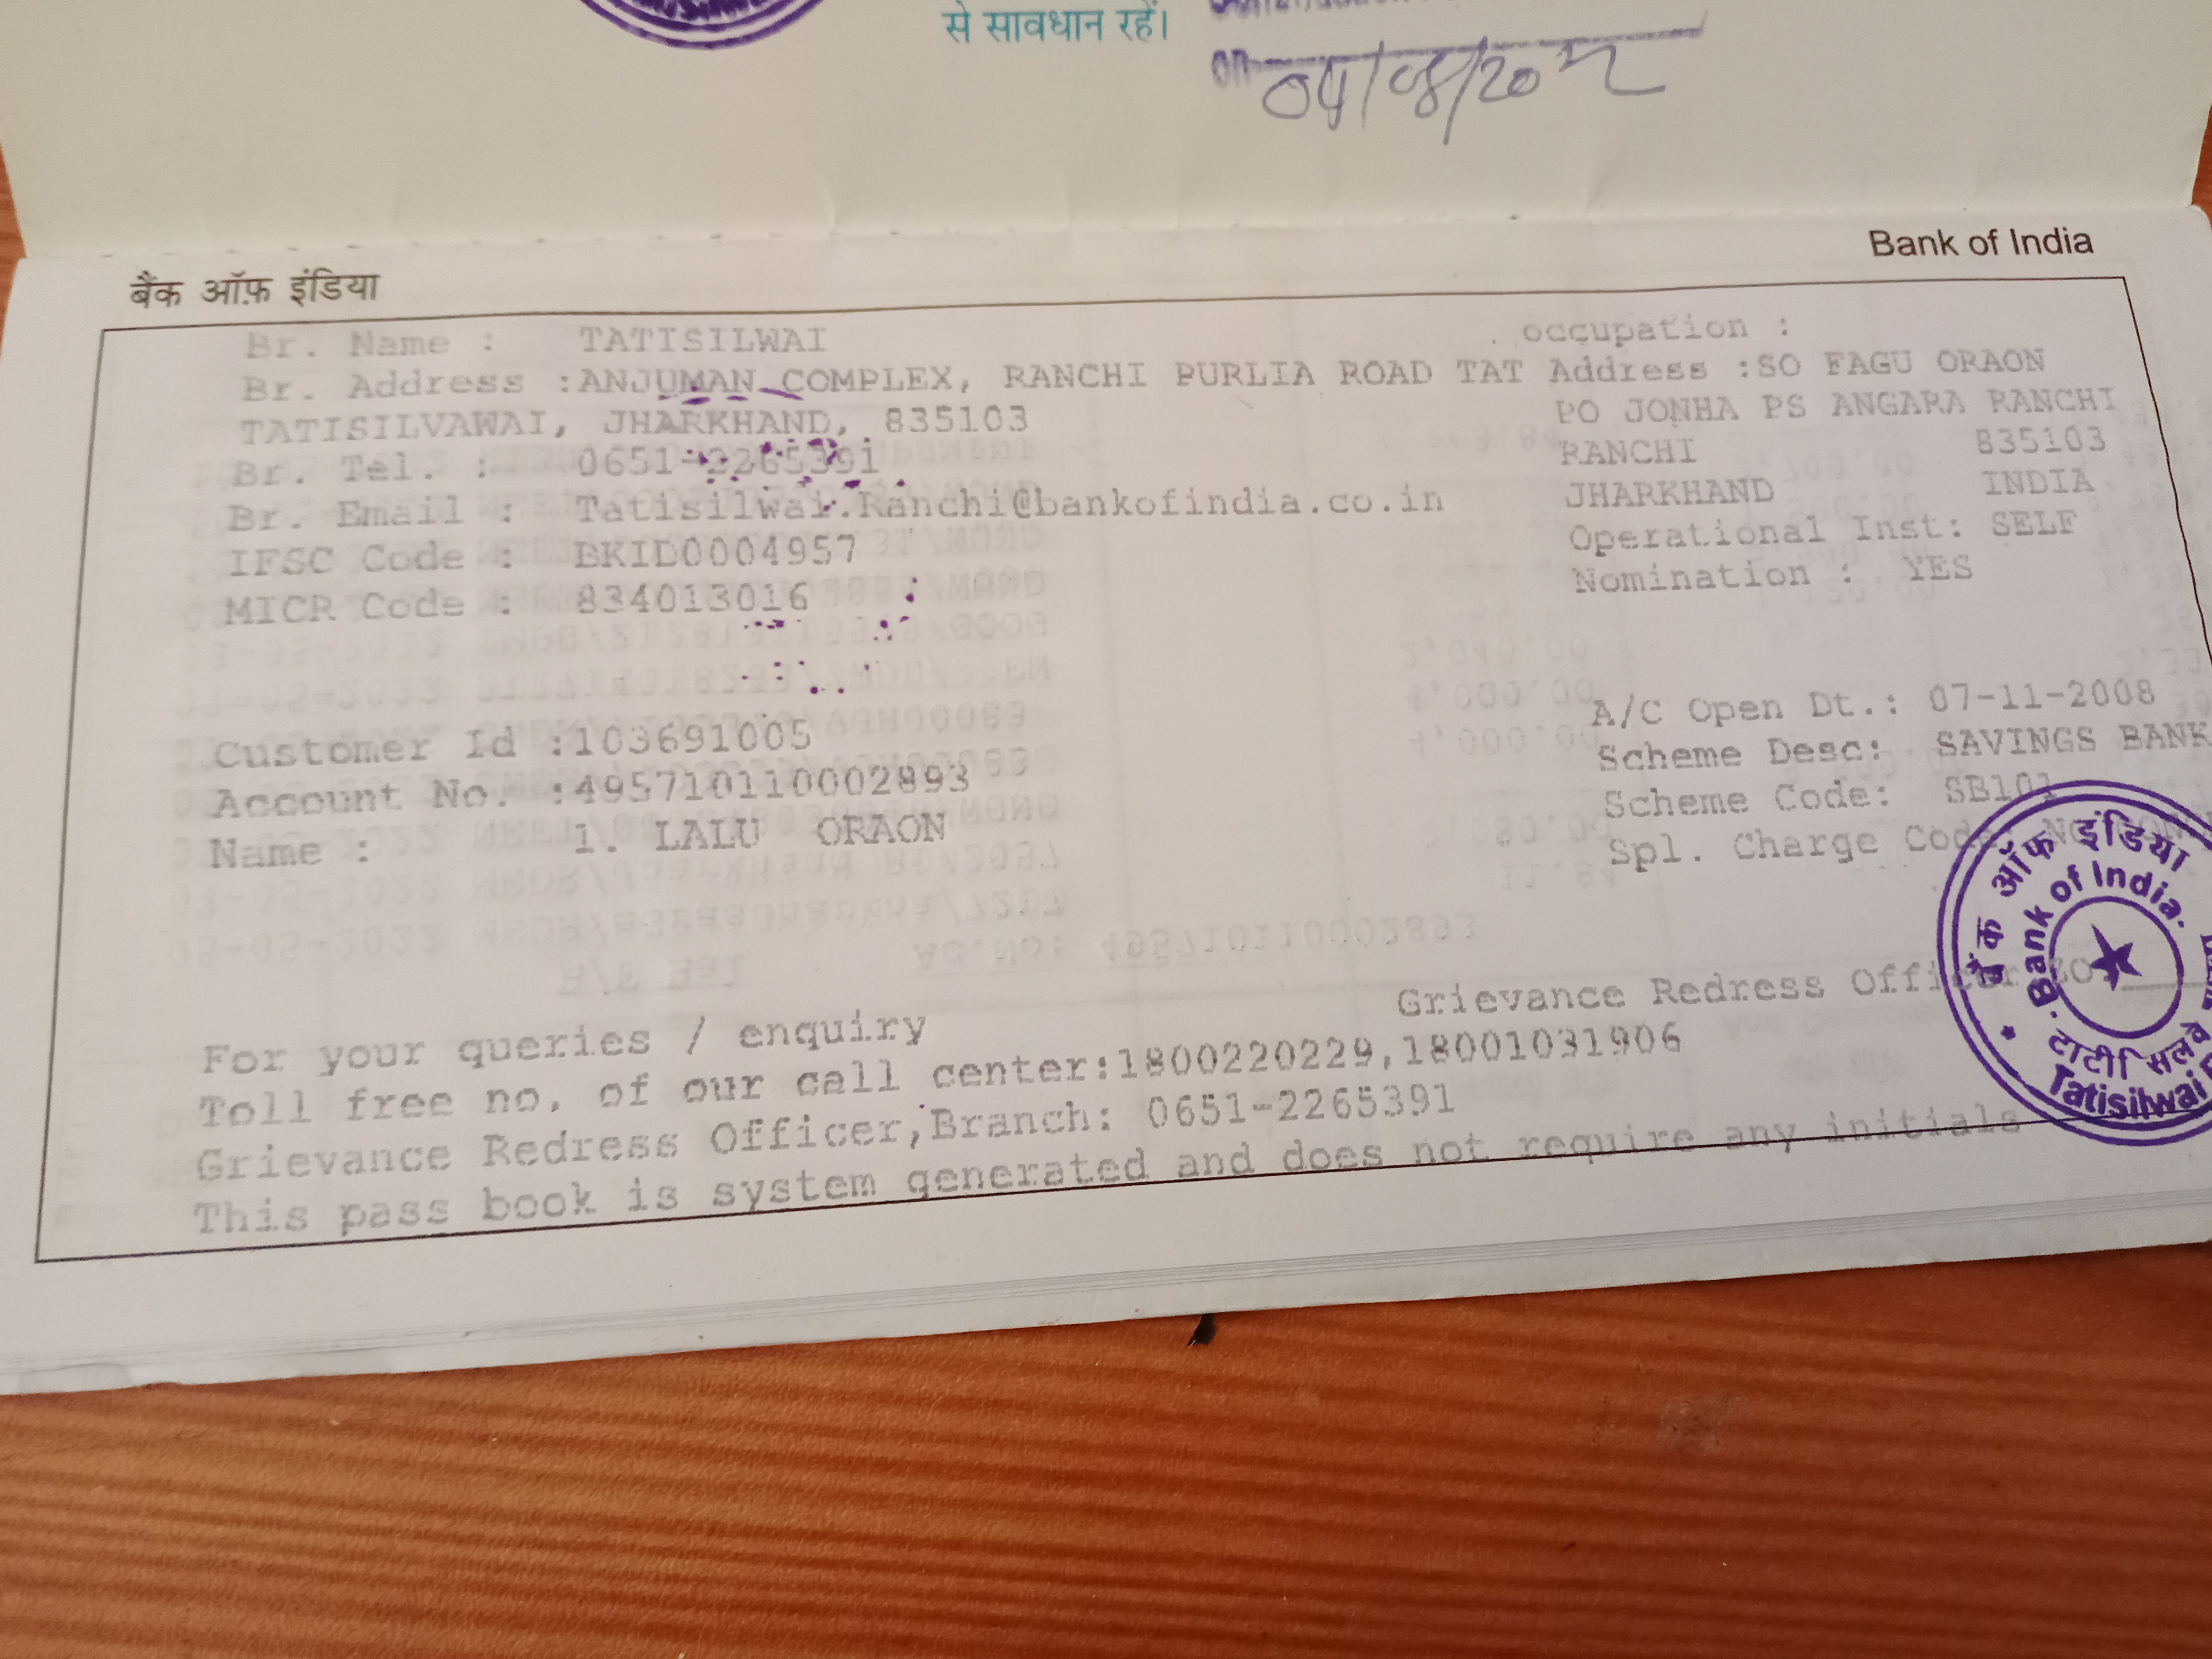 से सावधान रहें।
on
04/08/2022
बैंक ऑफ़ इंडिया
Bank of India
Br. Name : TATISILWAI
occupation :
Br. Address :ANJUMAN COMPLEX, RANCHI PURLIA ROAD TAT Address :SO FAGU ORAON
TATISILVAWAI, JHARKHAND, 835103
PO JONHA PS ANGARA RANCHI
Br. Tel. : 0651-2265391
RANCHI 835103
Br. Email : Tatisilwai.Ranchi@bankofindia.co.in
JHARKHAND INDIA
IFSC Code : BKID0004957
Operational Inst: SELF
MICR Code : 834013016
Nomination : YES
Customer Id :103691005
A/C Open Dt.: 07-11-2008
Account No. :495710110002893
Scheme Desc: SAVINGS BANK
Name : 1. LALU ORAON
Scheme Code: SB101
Spl. Charge Code:
For your queries / enquiry
Grievance Redress Officer
Toll free no. of our call center:1800220229,18001031906
Grievance Redress Officer,Branch: 0651-2265391
This pass book is system generated and does not require any initials
बैंक ऑफ इंडिया
Bank of India.
टाटीसिलवे
Tatisilwai